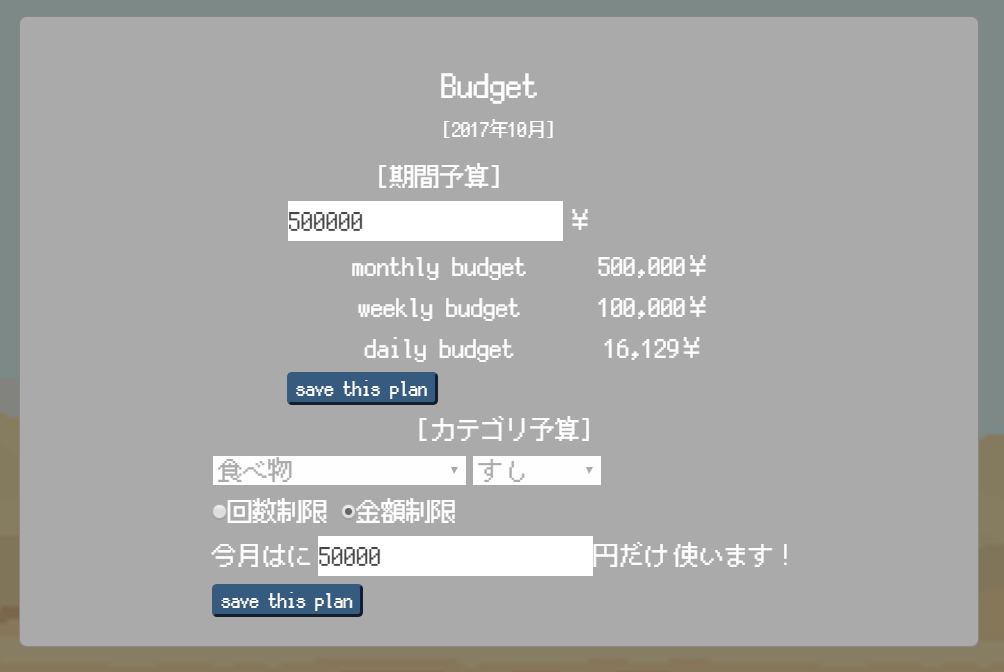 Budget
[2017年10月]
[期間予算]
500000 ¥
monthly budget 500,000¥
weekly budget 100,000¥
daily budget 16,129¥
save this plan
[カテゴリ予算]
食べ物 すし
回数制限 金額制限
今月はに 50000 円だけ使います！
save this plan